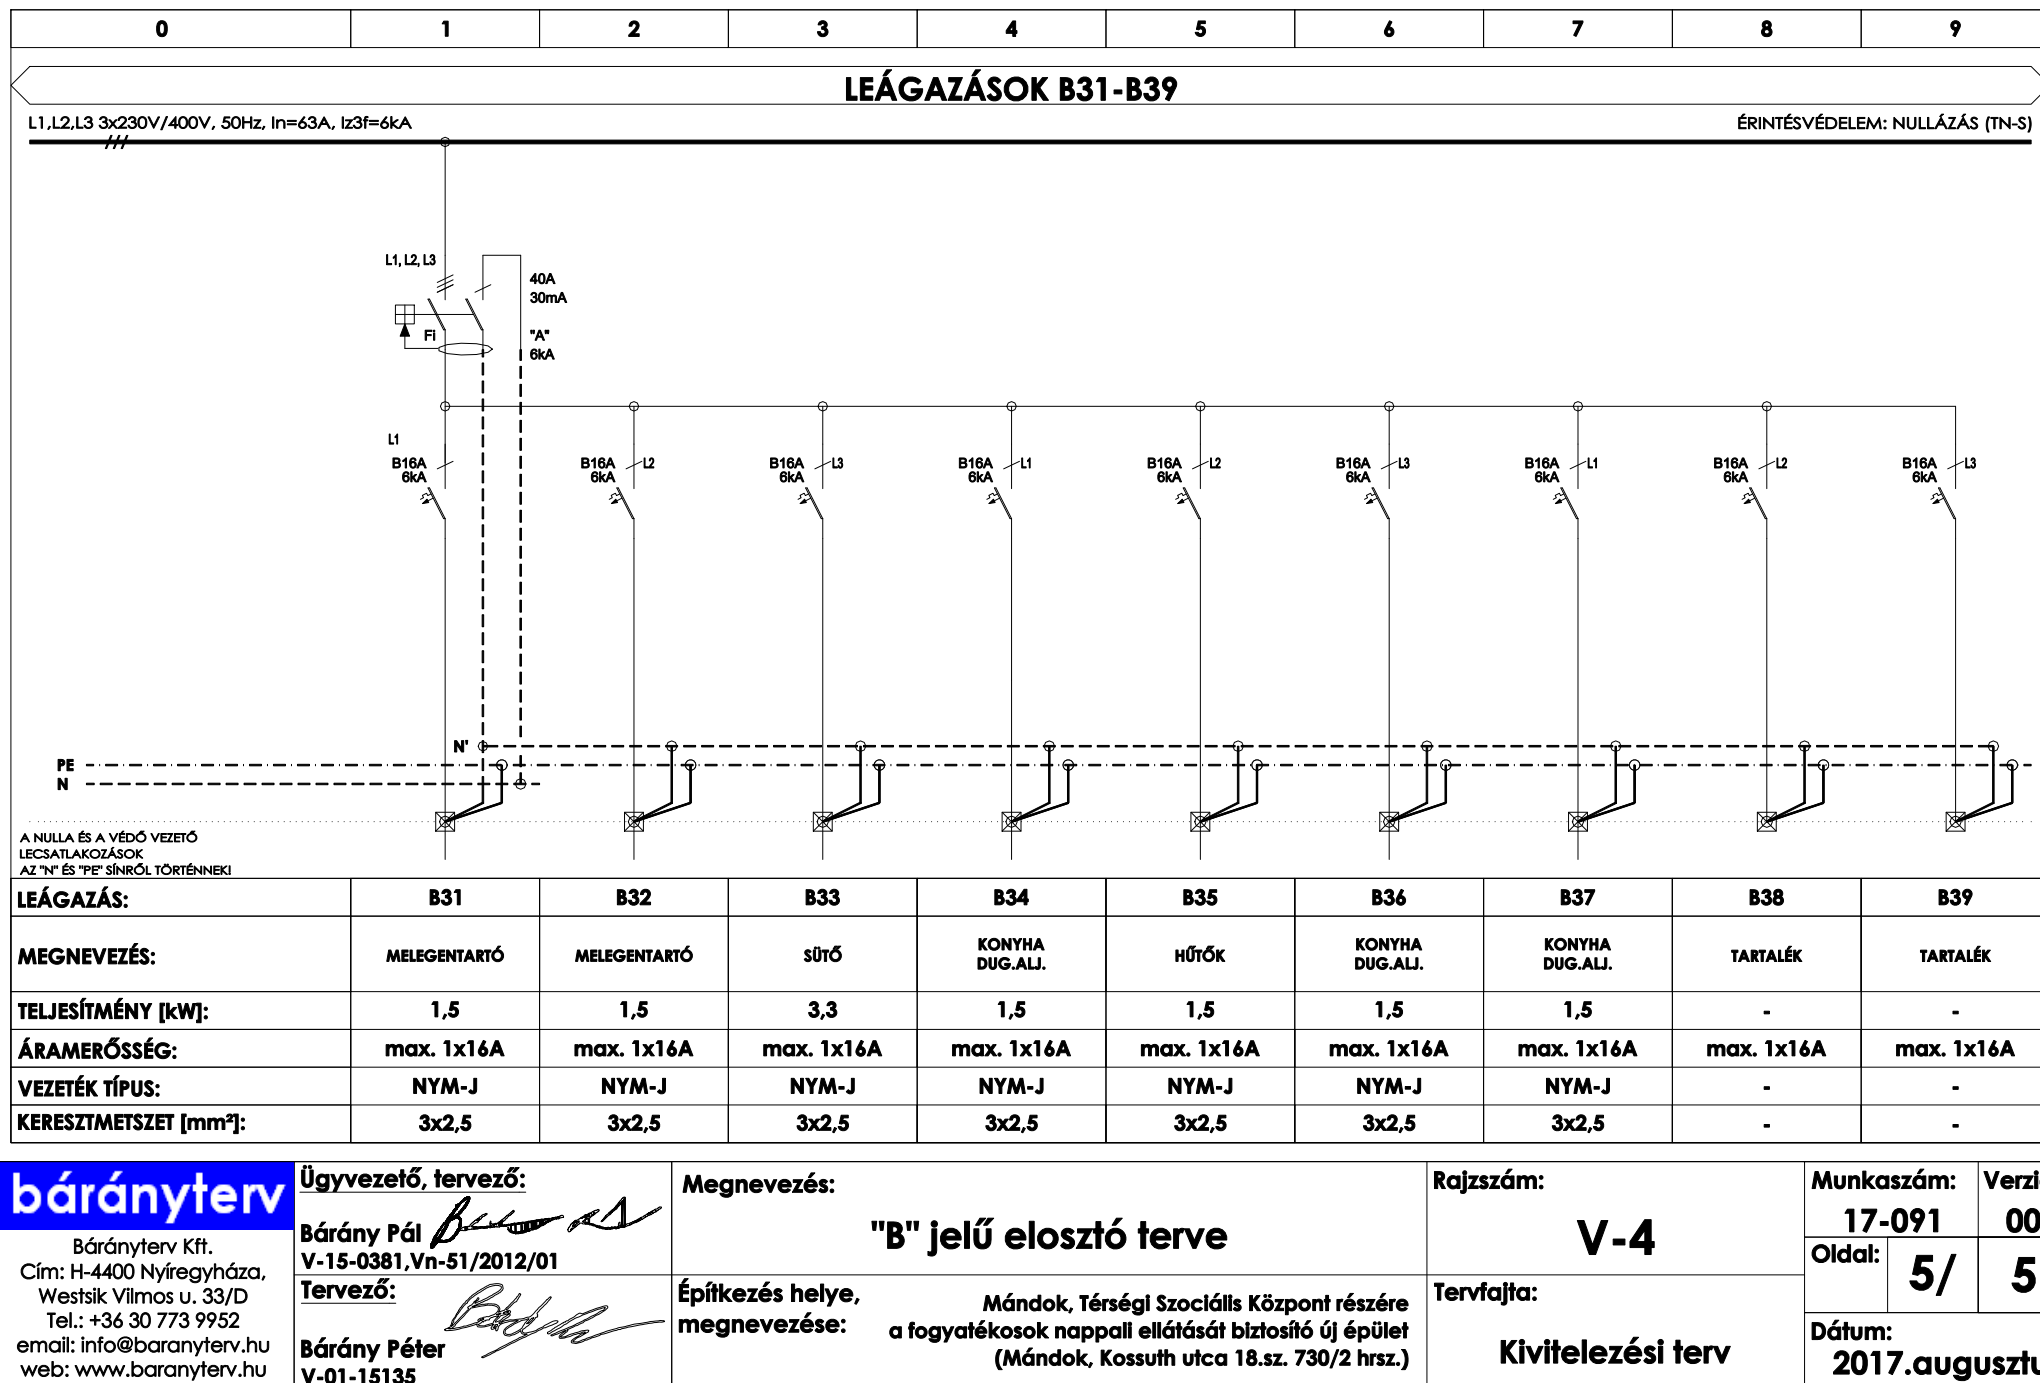 0 1 2 3 4 5 6 7 8 9
LEÁGAZÁSOK B31-B39
L1,L2,L3 3x230V/400V, 50Hz, In=63A, Iz3f=6kA
ÉRINTÉSVÉDELEM: NULLÁZÁS (TN-S)
L1, L2, L3
40A
30mA
Fi
"A"
6kA
L1
B16A
6kA
B16A L2
6kA
B16A L3
6kA
B16A L1
6kA
B16A L2
6kA
B16A L3
6kA
B16A L1
6kA
B16A L2
6kA
B16A L3
6kA
N'
PE
N
A NULLA ÉS A VÉDŐ VEZETŐ
LECSATLAKOZÁSOK
AZ "N" ÉS "PE" SÍNRŐL TÖRTÉNNEK!
LEÁGAZÁS: B31 B32 B33 B34 B35 B36 B37 B38 B39
MEGNEVEZÉS: MELEGENTARTÓ MELEGENTARTÓ SÜTŐ KONYHA DUG.ALJ. HŰTŐK KONYHA DUG.ALJ. KONYHA DUG.ALJ. TARTALÉK TARTALÉK
TELJESÍTMÉNY [kW]: 1,5 1,5 3,3 1,5 1,5 1,5 1,5 - -
ÁRAMERŐSSÉG: max. 1x16A max. 1x16A max. 1x16A max. 1x16A max. 1x16A max. 1x16A max. 1x16A max. 1x16A max. 1x16A
VEZETÉK TÍPUS: NYM-J NYM-J NYM-J NYM-J NYM-J NYM-J NYM-J - -
KERESZTMETSZET [mm²]: 3x2,5 3x2,5 3x2,5 3x2,5 3x2,5 3x2,5 3x2,5 - -
bárányterv
Bárányterv Kft.
Cím: H-4400 Nyíregyháza,
Westsik Vilmos u. 33/D
Tel.: +36 30 773 9952
email: info@baranyterv.hu
web: www.baranyterv.hu
Ügyvezető, tervező:
Bárány Pál
V-15-0381,Vn-51/2012/01
Tervező:
Bárány Péter
V-01-15135
Megnevezés:
"B" jelű elosztó terve
Építkezés helye,
megnevezése:
Mándok, Térségi Szociális Központ részére
a fogyatékosok nappali ellátását biztosító új épület
(Mándok, Kossuth utca 18.sz. 730/2 hrsz.)
Rajzszám:
V-4
Tervfajta:
Kivitelezési terv
Munkaszám:
17-091
Verzi
00
Oldal: 5/ 5
Dátum:
2017.augusztu